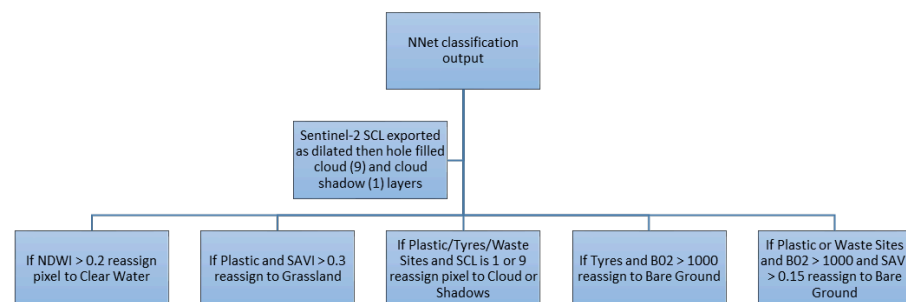 NNet classification
output
Sentinel-2 SCL exported
as dilated then hole filled
cloud (9) and cloud
shadow (1) layers
If NDWI > 0.2 reassign
pixel to Clear Water
If Plastic and SAVI > 0.3
reassign to Grassland
If Plastic/Tyres/Waste
Sites and SCL is 1 or 9
reassign pixel to Cloud or
Shadows
If Tyres and B02 > 1000
reassign to Bare Ground
If Plastic or Waste Sites
and B02 > 1000 and SAVI
> 0.15 reassign to Bare
Ground